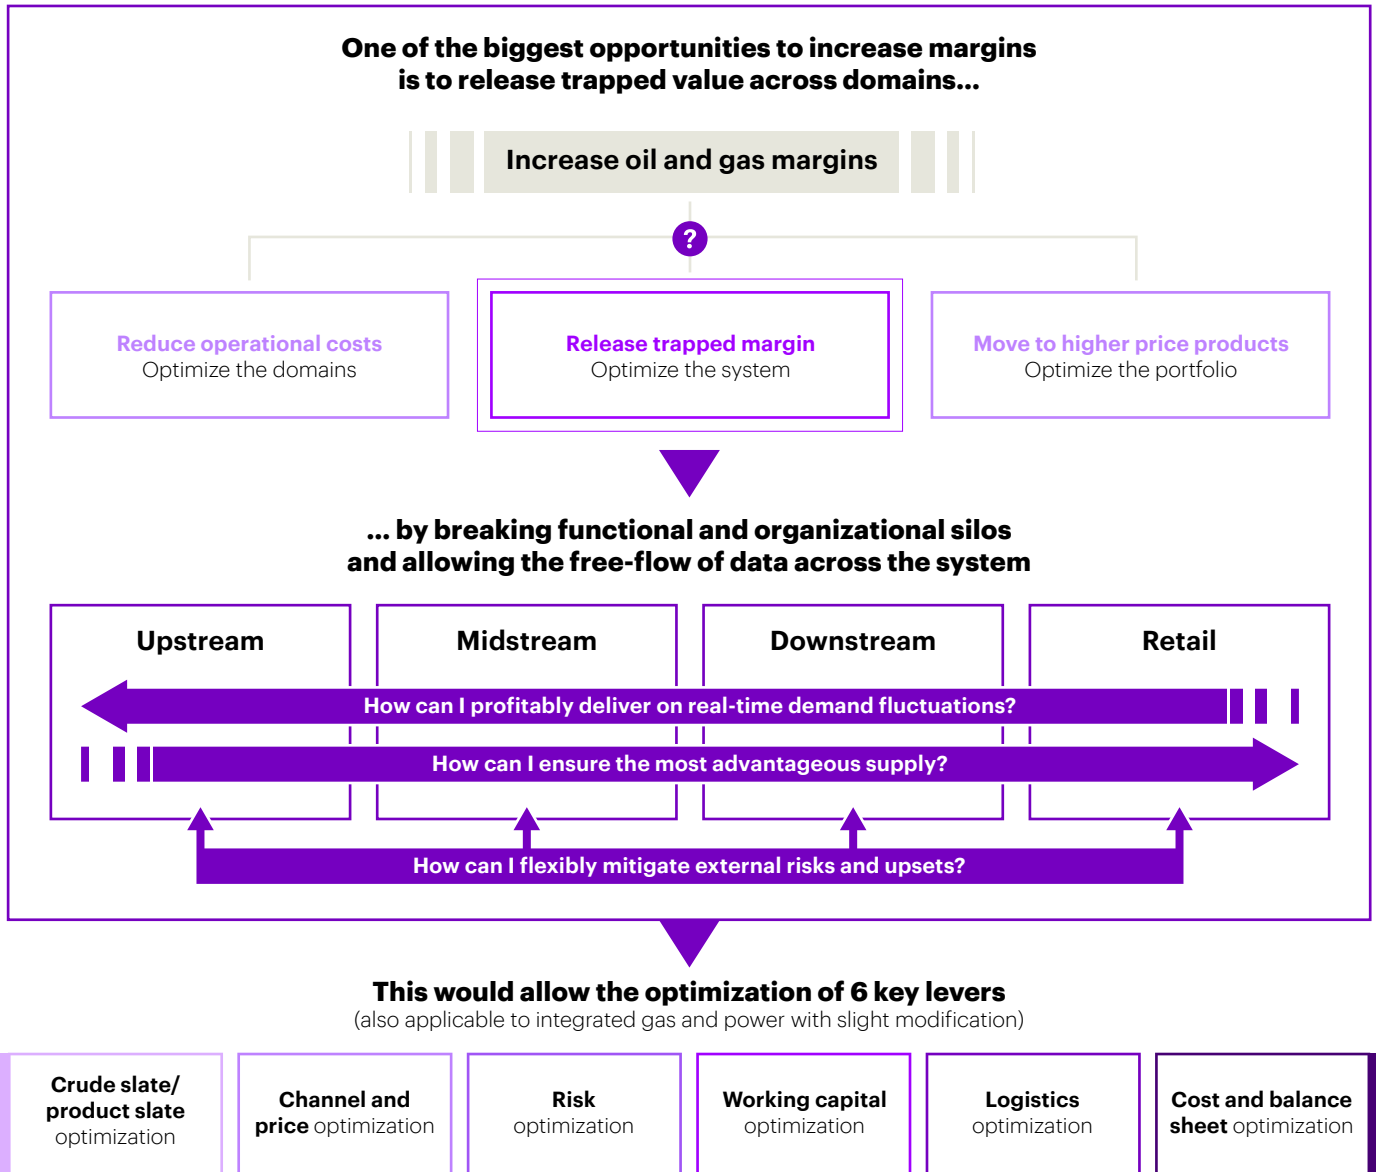 One of the biggest opportunities to increase margins
is to release trapped value across domains...
Increase oil and gas margins
?
Reduce operational costs
Optimize the domains
Release trapped margin
Optimize the system
Move to higher price products
Optimize the portfolio
... by breaking functional and organizational silos
and allowing the free-flow of data across the system
Upstream
Midstream
Downstream
Retail
How can I profitably deliver on real-time demand fluctuations?
How can I ensure the most advantageous supply?
How can I flexibly mitigate external risks and upsets?
This would allow the optimization of 6 key levers
(also applicable to integrated gas and power with slight modification)
Crude slate/
product slate
optimization
Channel and
price optimization
Risk
optimization
Working capital
optimization
Logistics
optimization
Cost and balance
sheet optimization